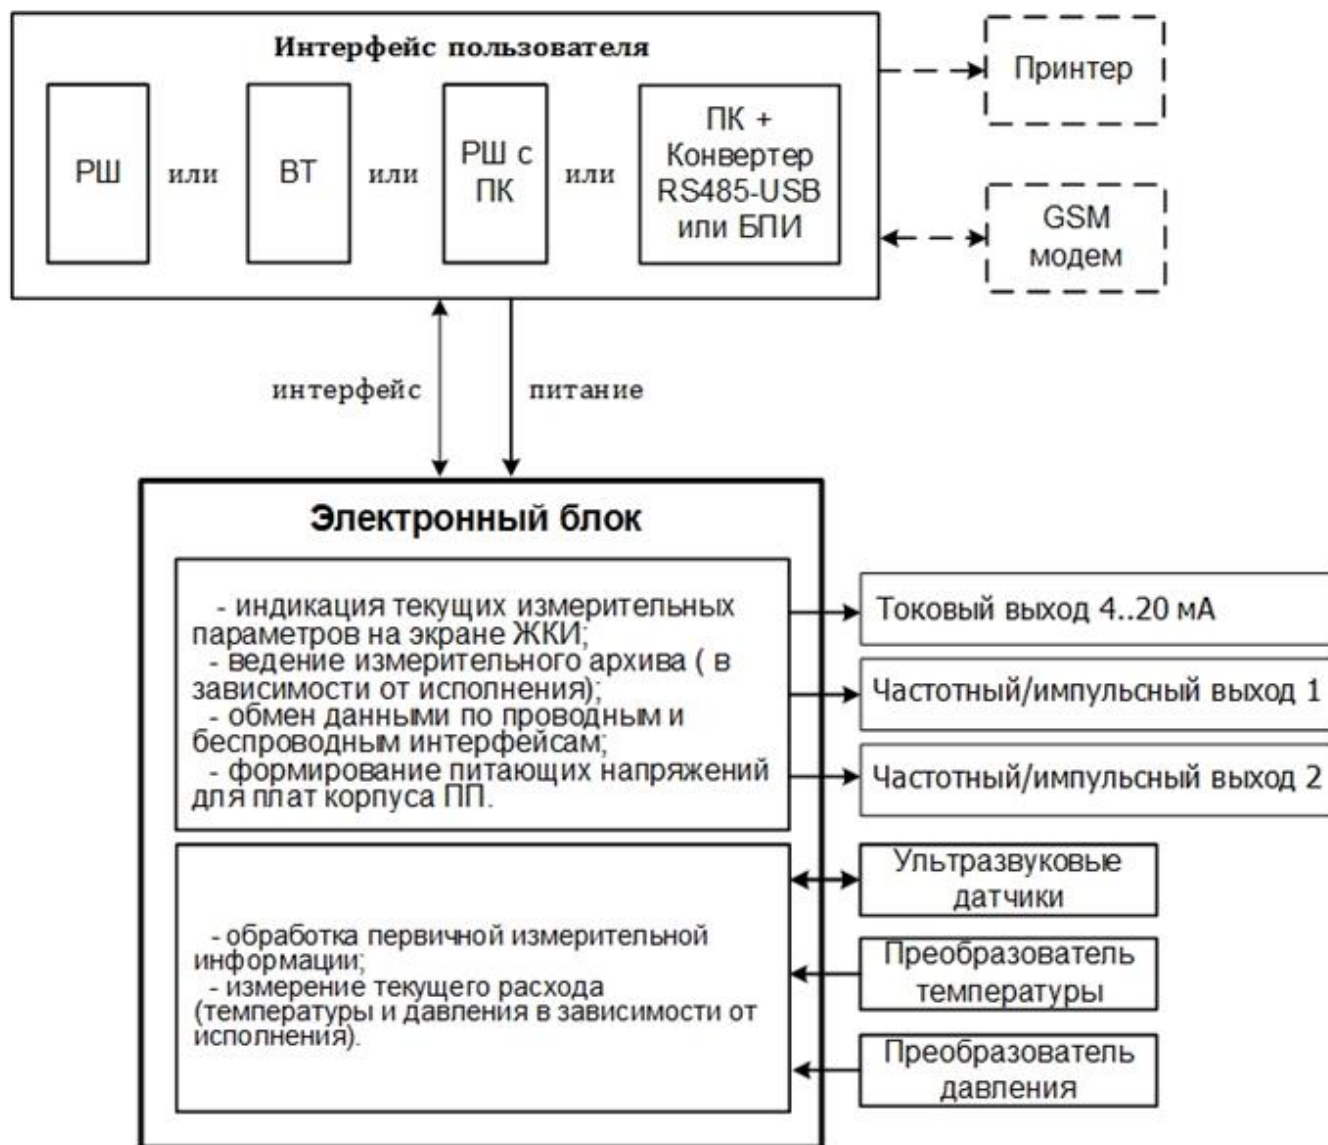 Интерфейс пользователя
РШ
или
ВТ
или
РШ с
ПК
или
ПК +
Конвертер
RS485-USB
или БПИ
Принтер
GSM
модем
интерфейс
питание
Электронный блок
- индикация текущих измерительных
параметров на экране ЖКИ;
- ведение измерительного архива ( в
зависимости от исполнения);
- обмен данными по проводным и
беспроводным интерфейсам;
- формирование питающих напряжений
для плат корпуса ПП.
Токовый выход 4..20 мА
Частотный/импульсный выход 1
Частотный/импульсный выход 2
- обработка первичной измерительной
информации;
- измерение текущего расхода
(температуры и давления в зависимости от
исполнения).
Ультразвуковые
датчики
Преобразователь
температуры
Преобразователь
давления